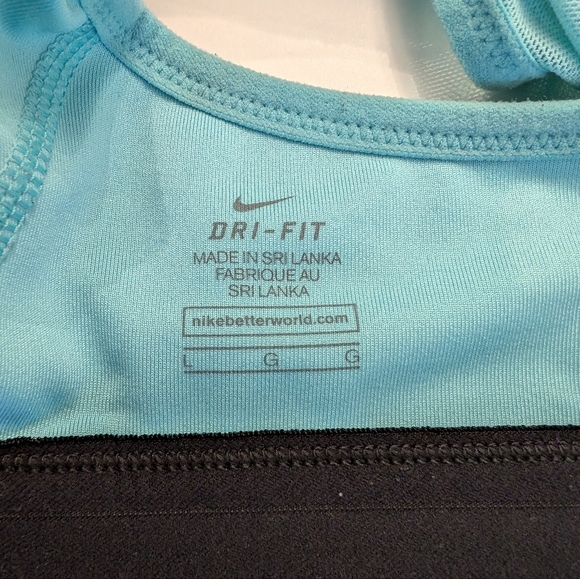 DRI-FIT
MADE IN SRI LANKA
FABRIQUE AU
SRI LANKA
nikebetterworld.com
L G G